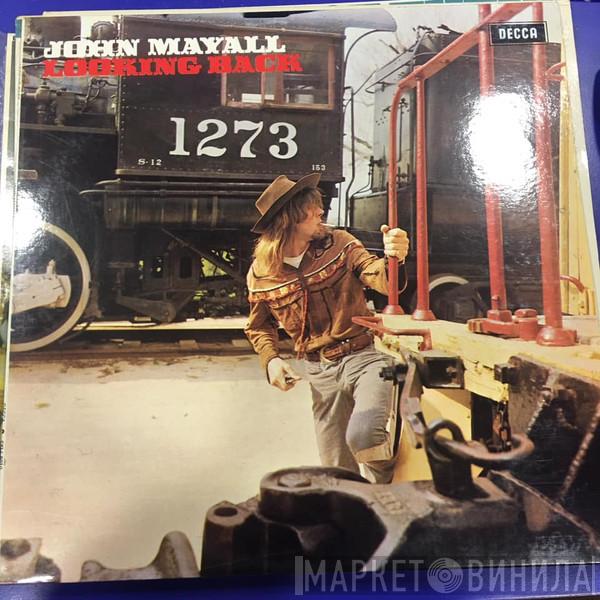 JOHN MAYALL
LOOKING BACK
DECCA
1273
S-12
153
МАРКЕТ ВИНИЛА